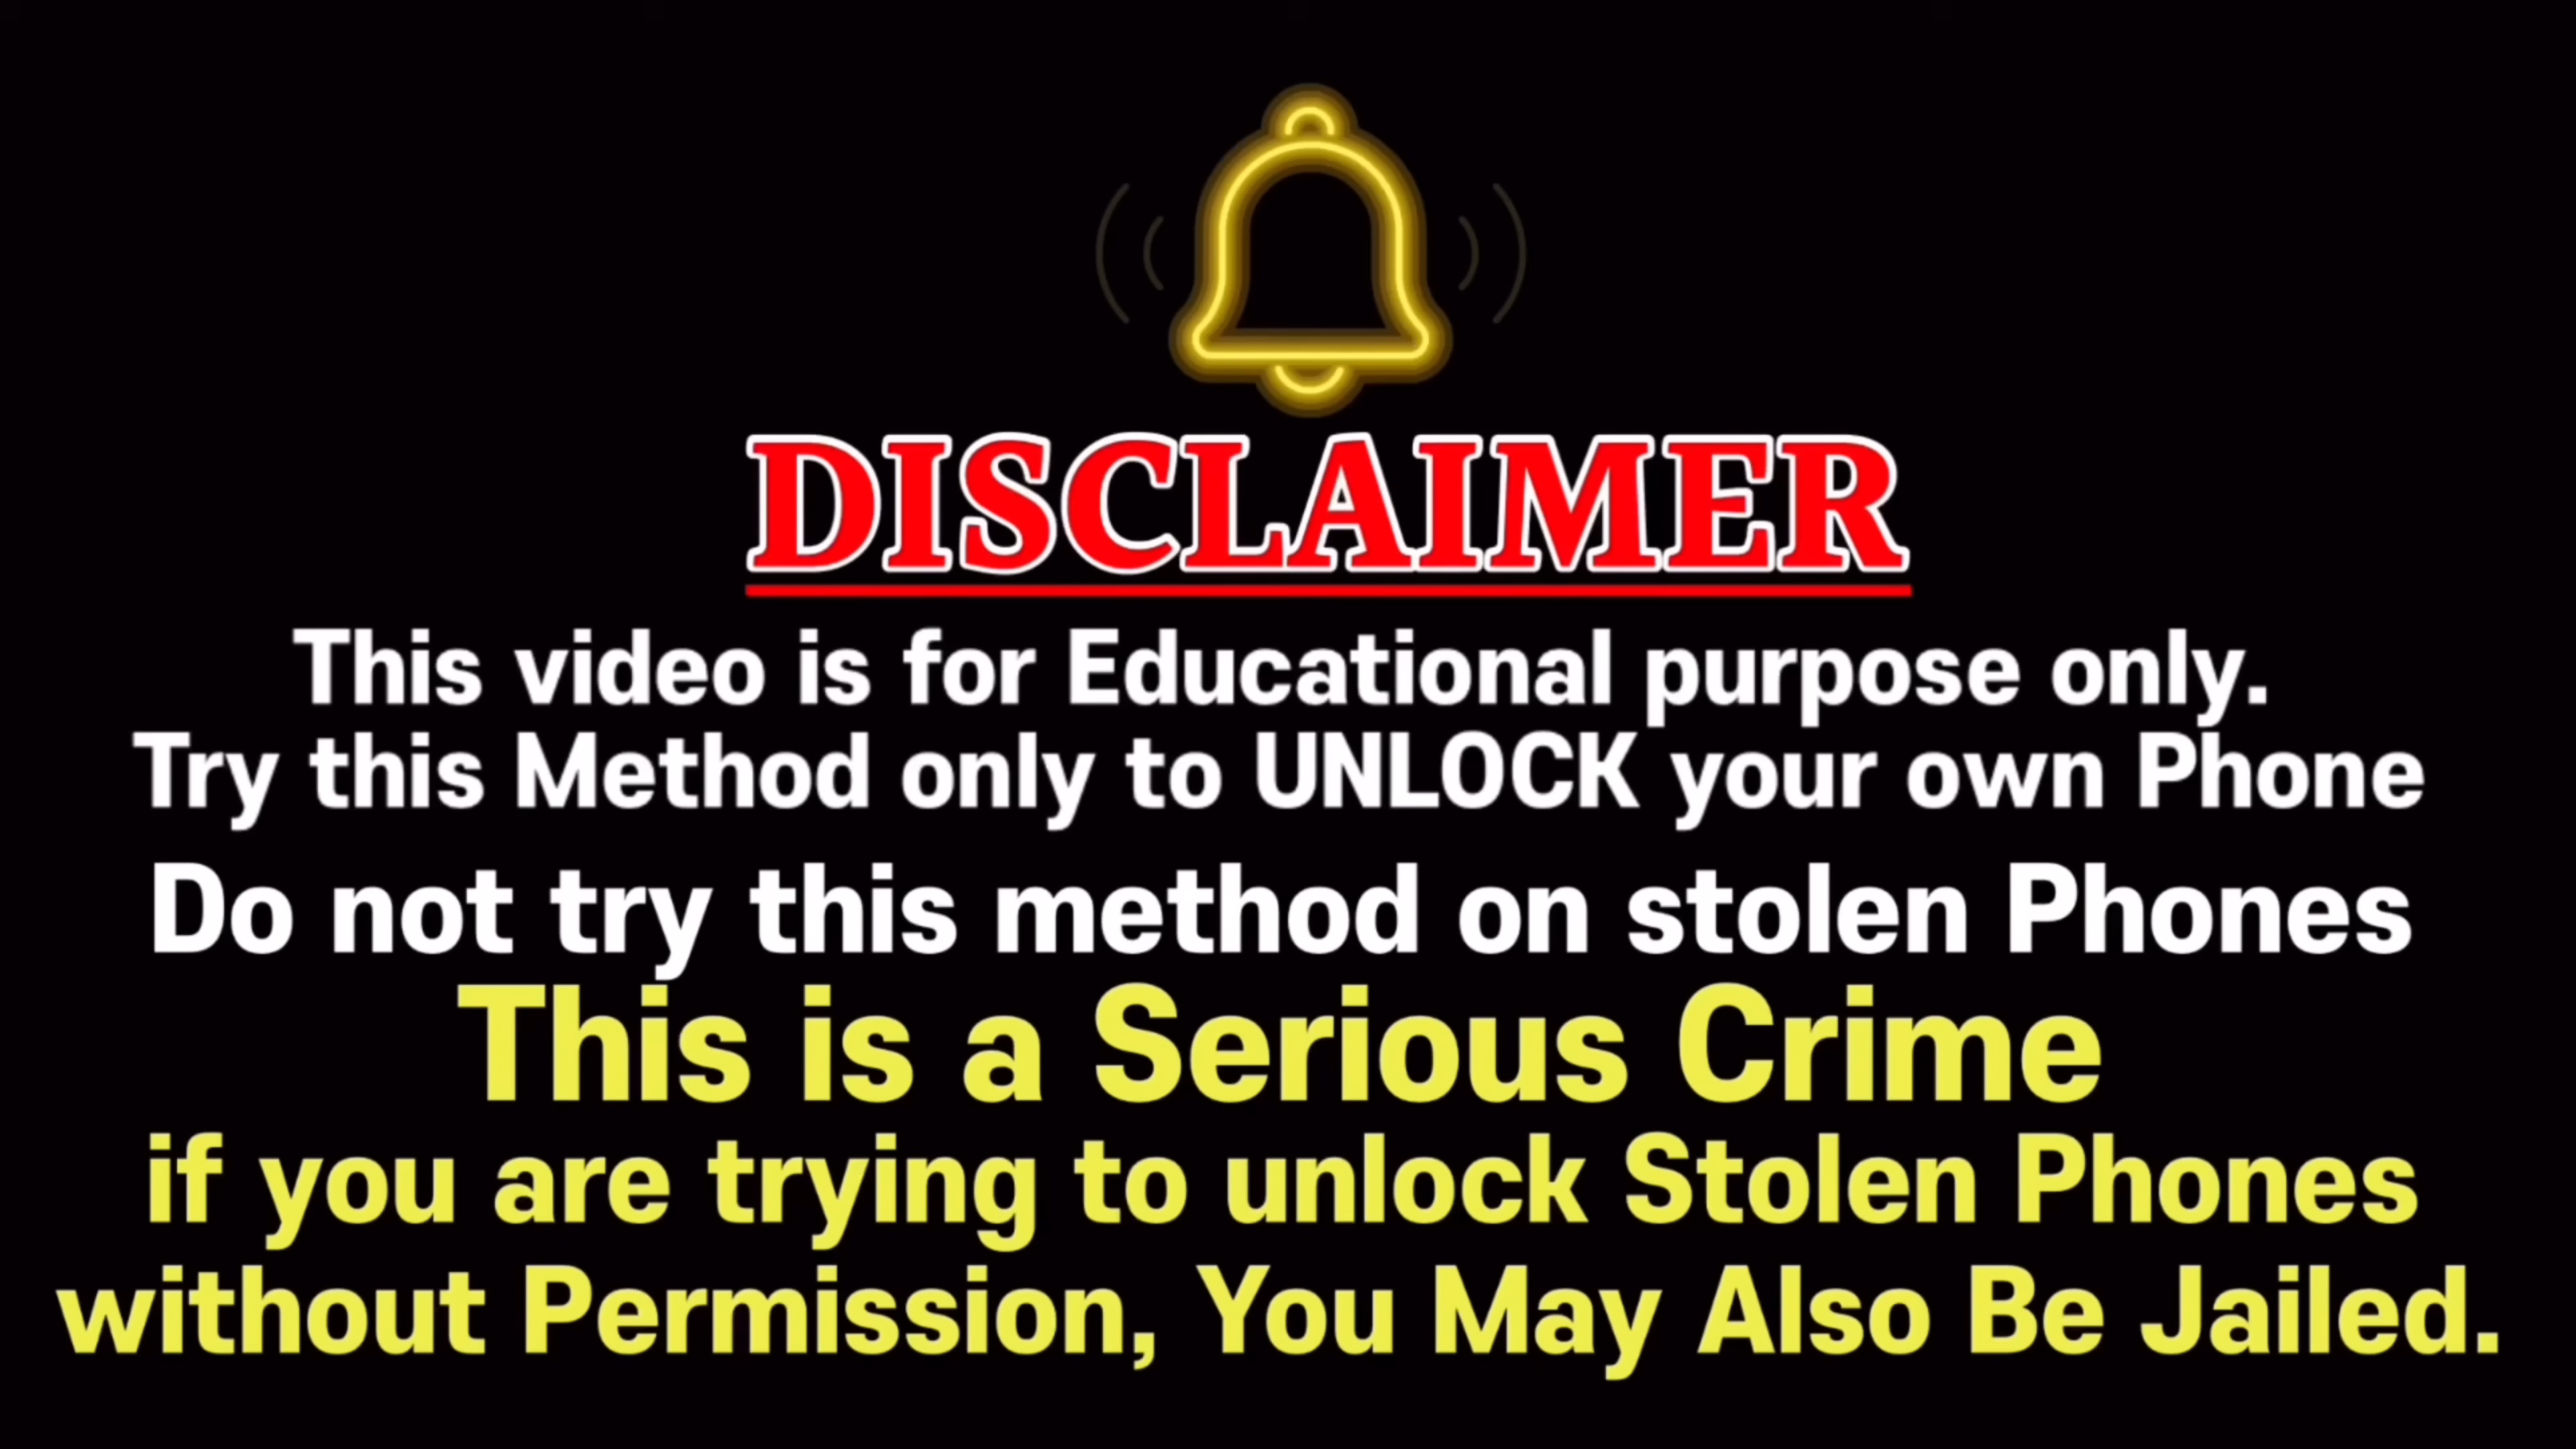 DISCLAIMER
This video is for Educational purpose only.
Try this Method only to UNLOCK your own Phone
Do not try this method on stolen Phones
This is a Serious Crime
if you are trying to unlock Stolen Phones
without Permission, You May Also Be Jailed.